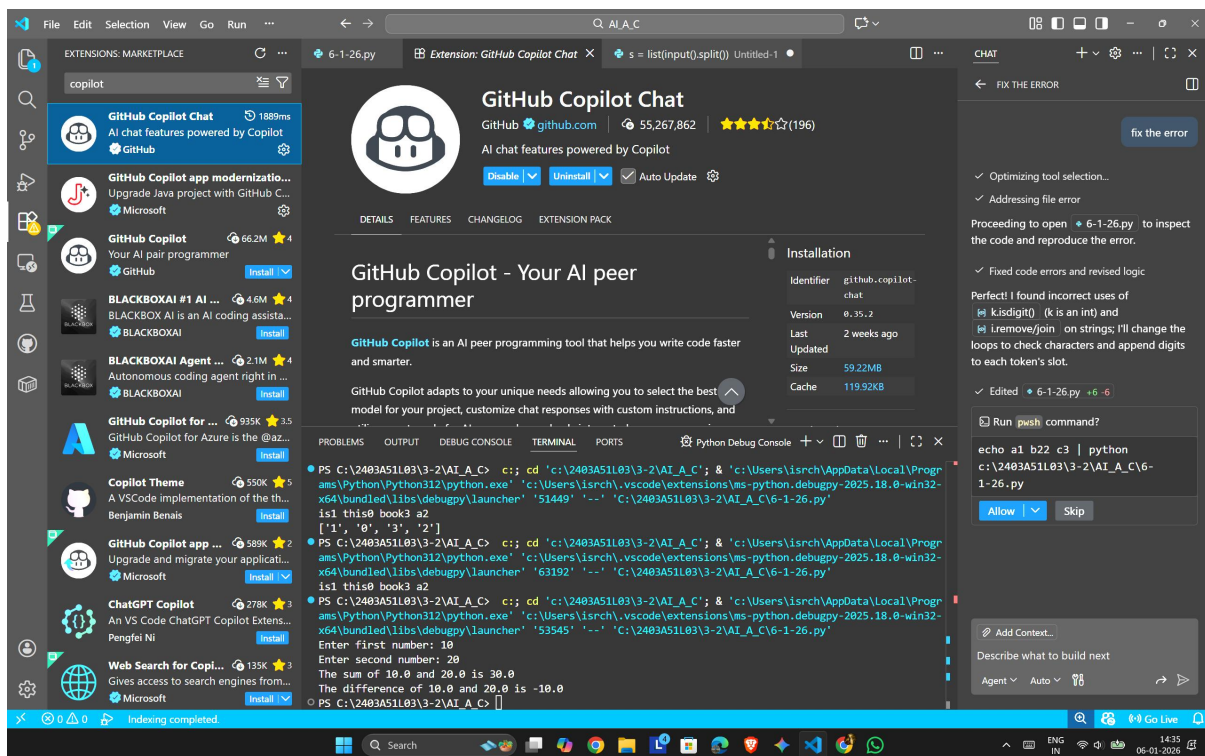 File Edit Selection View Go Run ···
AI_A_C
EXTENSIONS: MARKETPLACE
copilot
GitHub Copilot Chat 1889ms
AI chat features powered by Copilot
GitHub
GitHub Copilot app modernizatio...
Upgrade Java project with GitHub C...
Microsoft
GitHub Copilot 66.2M 4
Your AI pair programmer
GitHub Install
BLACKBOXAI #1 AI ... 4.6M 4
BLACKBOX AI is an AI coding assista...
BLACKBOXAI Install
BLACKBOXAI Agent ... 2.1M 4
Autonomous coding agent right in ...
BLACKBOXAI Install
GitHub Copilot for ... 935K 3.5
GitHub Copilot for Azure is the @az...
Microsoft Install
Copilot Theme 550K 5
A VSCode implementation of the th...
Benjamin Benais Install
GitHub Copilot app ... 589K 2
Upgrade and migrate your applicati...
Microsoft Install
ChatGPT Copilot 278K 3
An VS Code ChatGPT Copilot Extens...
Pengfei Ni Install
Web Search for Copi... 135K 3
Gives access to search engines from...
Microsoft Install
6-1-26.py Extension: GitHub Copilot Chat s = list(input().split()) Untitled-1
GitHub Copilot Chat
GitHub github.com 55,267,862 (196)
AI chat features powered by Copilot
Disable Uninstall Auto Update
DETAILS FEATURES CHANGELOG EXTENSION PACK
GitHub Copilot - Your AI peer
programmer
GitHub Copilot is an AI peer programming tool that helps you write code faster
and smarter.
GitHub Copilot adapts to your unique needs allowing you to select the best
model for your project, customize chat responses with custom instructions, and
Installation
Identifier github.copilot-
chat
Version 0.35.2
Last 2 weeks ago
Updated
Size 59.22MB
Cache 119.92KB
PROBLEMS OUTPUT DEBUG CONSOLE TERMINAL PORTS Python Debug Console
PS C:\2403A51L03\3-2\AI_A_C> c:; cd 'c:\2403A51L03\3-2\AI_A_C'; & 'c:\Users\isrch\AppData\Local\Progr
ams\Python\Python312\python.exe' 'c:\Users\isrch\.vscode\extensions\ms-python.debugpy-2025.18.0-win32-
x64\bundled\libs\debugpy\launcher' '51449' '--' 'C:\2403A51L03\3-2\AI_A_C\6-1-26.py'
is1 this0 book3 a2
['1', '0', '3', '2']
PS C:\2403A51L03\3-2\AI_A_C> c:; cd 'c:\2403A51L03\3-2\AI_A_C'; & 'c:\Users\isrch\AppData\Local\Progr
ams\Python\Python312\python.exe' 'c:\Users\isrch\.vscode\extensions\ms-python.debugpy-2025.18.0-win32-
x64\bundled\libs\debugpy\launcher' '63192' '--' 'C:\2403A51L03\3-2\AI_A_C\6-1-26.py'
is1 this0 book3 a2
PS C:\2403A51L03\3-2\AI_A_C> c:; cd 'c:\2403A51L03\3-2\AI_A_C'; & 'c:\Users\isrch\AppData\Local\Progr
ams\Python\Python312\python.exe' 'c:\Users\isrch\.vscode\extensions\ms-python.debugpy-2025.18.0-win32-
x64\bundled\libs\debugpy\launcher' '53545' '--' 'C:\2403A51L03\3-2\AI_A_C\6-1-26.py'
Enter first number: 10
Enter second number: 20
The sum of 10.0 and 20.0 is 30.0
The difference of 10.0 and 20.0 is -10.0
PS C:\2403A51L03\3-2\AI_A_C>
CHAT
FIX THE ERROR
fix the error
Optimizing tool selection...
Addressing file error
Proceeding to open 6-1-26.py to inspect
the code and reproduce the error.
Fixed code errors and revised logic
Perfect! I found incorrect uses of
k.isdigit() (k is an int) and
i.remove/join on strings; I'll change the
loops to check characters and append digits
to each token's slot.
Edited 6-1-26.py +6 -6
Run pwsh command?
echo a1 b22 c3 | python
c:\2403A51L03\3-2\AI_A_C\6-
1-26.py
Allow Skip
Add Context...
Describe what to build next
Agent Auto
0 0 Indexing completed. Go Live
Search ENG 14:35
IN 06-01-2026